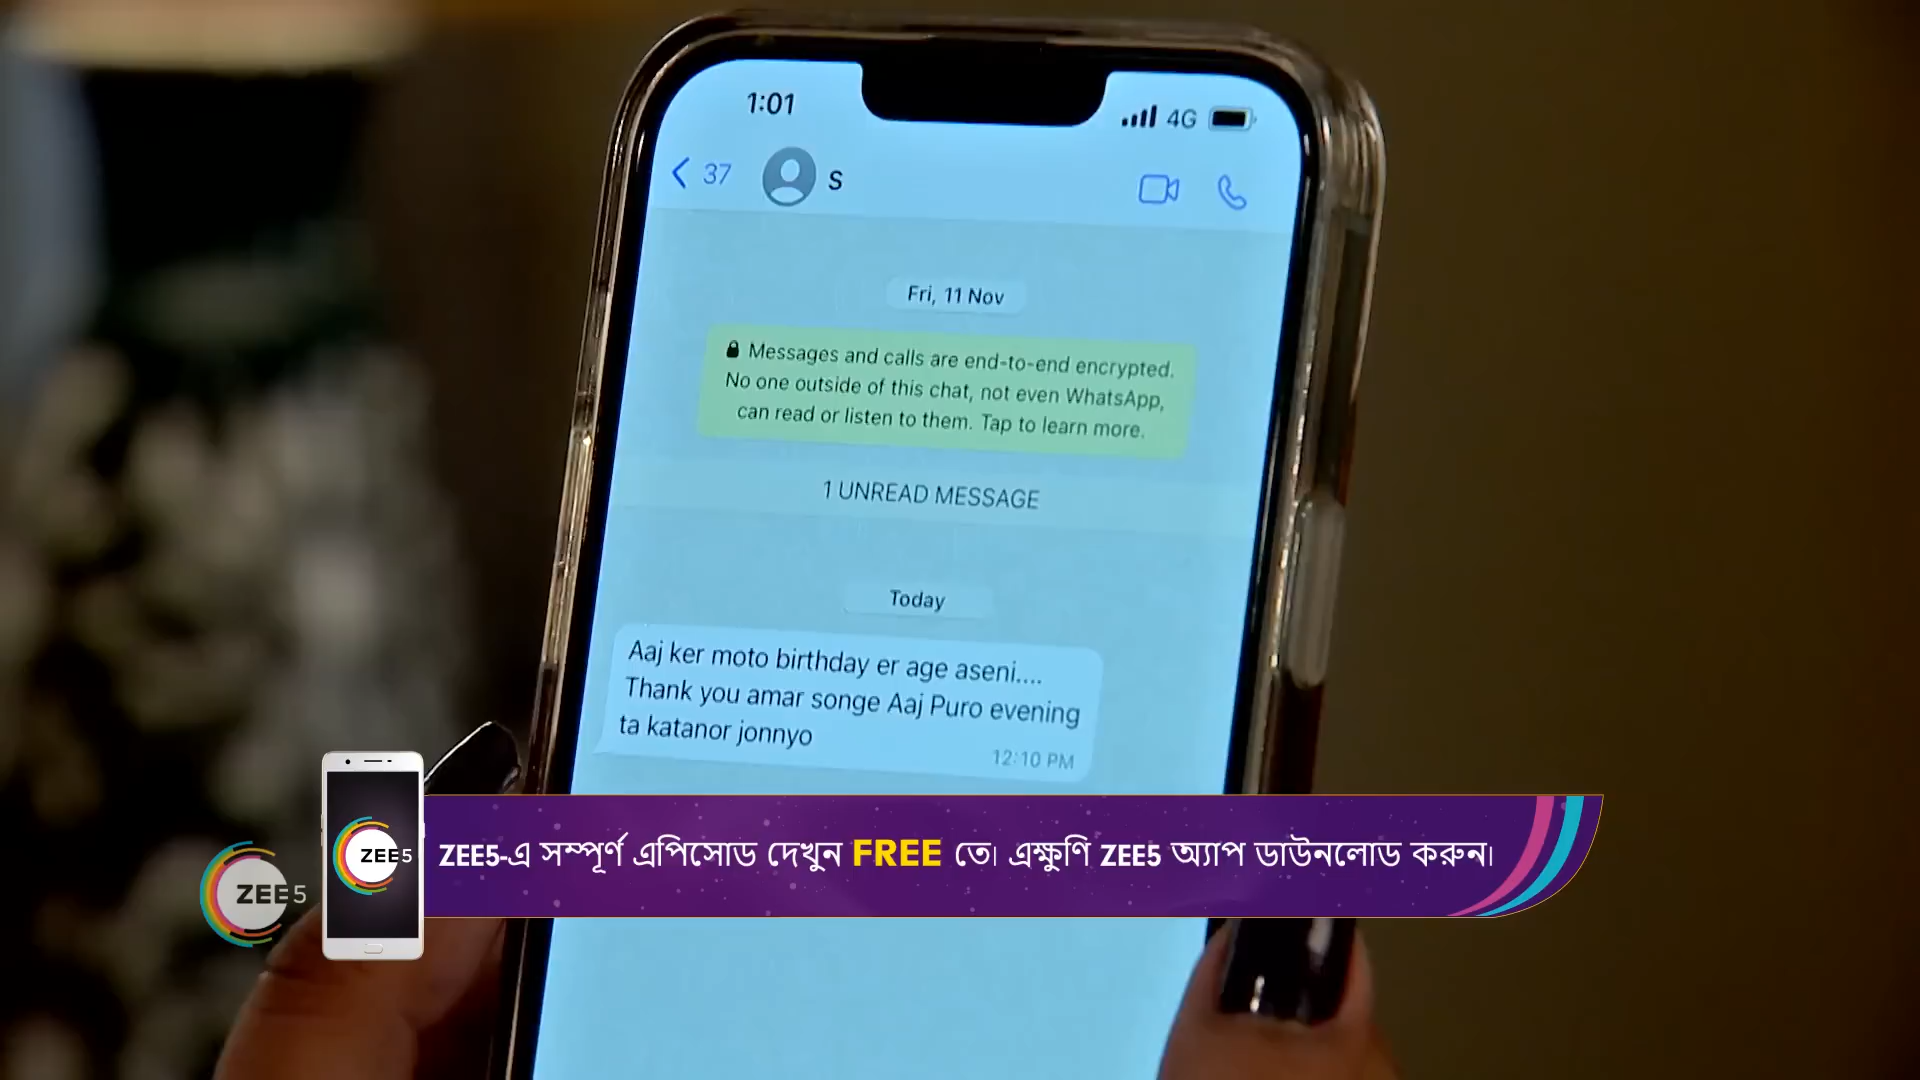 1:01
4G
37
S
Fri, 11 Nov
Messages and calls are end-to-end encrypted.
No one outside of this chat, not even WhatsApp,
can read or listen to them. Tap to learn more.
1 UNREAD MESSAGE
Today
Aaj ker moto birthday er age aseni....
Thank you amar songe Aaj Puro evening
ta katanor jonnyo
12:10 PM
ZEE5
ZEE5
ZEE5-এ সম্পূর্ণ এপিসোড দেখুন FREE তে। এক্ষুণি ZEE5 অ্যাপ ডাউনলোড করুন।